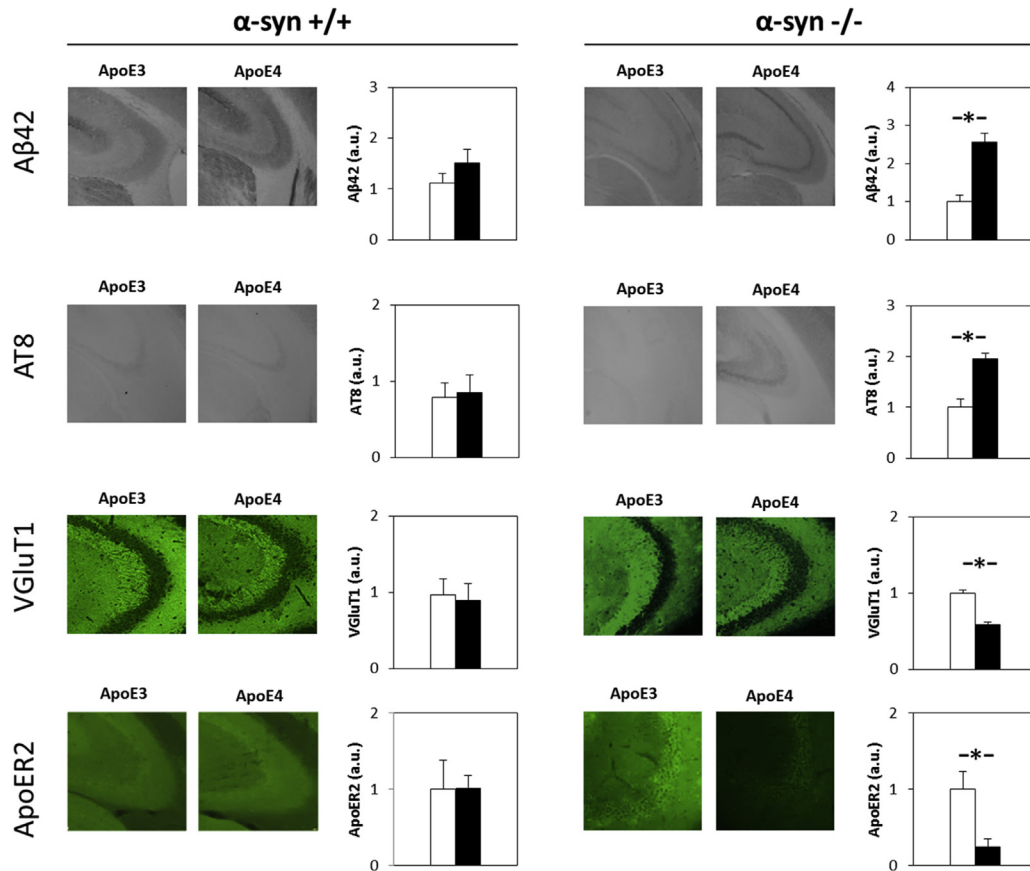 α-syn +/+
α-syn -/-
Aβ42
ApoE3 ApoE4
Aβ42 (a.u.)
3
2
1
0
ApoE3 ApoE4
Aβ42 (a.u.)
4
3
2
1
0
-*-
AT8
ApoE3 ApoE4
AT8 (a.u.)
2
1
0
ApoE3 ApoE4
AT8 (a.u.)
3
2
1
0
-*-
VGluT1
ApoE3 ApoE4
VGluT1 (a.u.)
2
1
0
ApoE3 ApoE4
VGluT1 (a.u.)
2
1
0
-*-
ApoER2
ApoE3 ApoE4
ApoER2 (a.u.)
2
1
0
ApoE3 ApoE4
ApoER2 (a.u.)
2
1
0
-*-